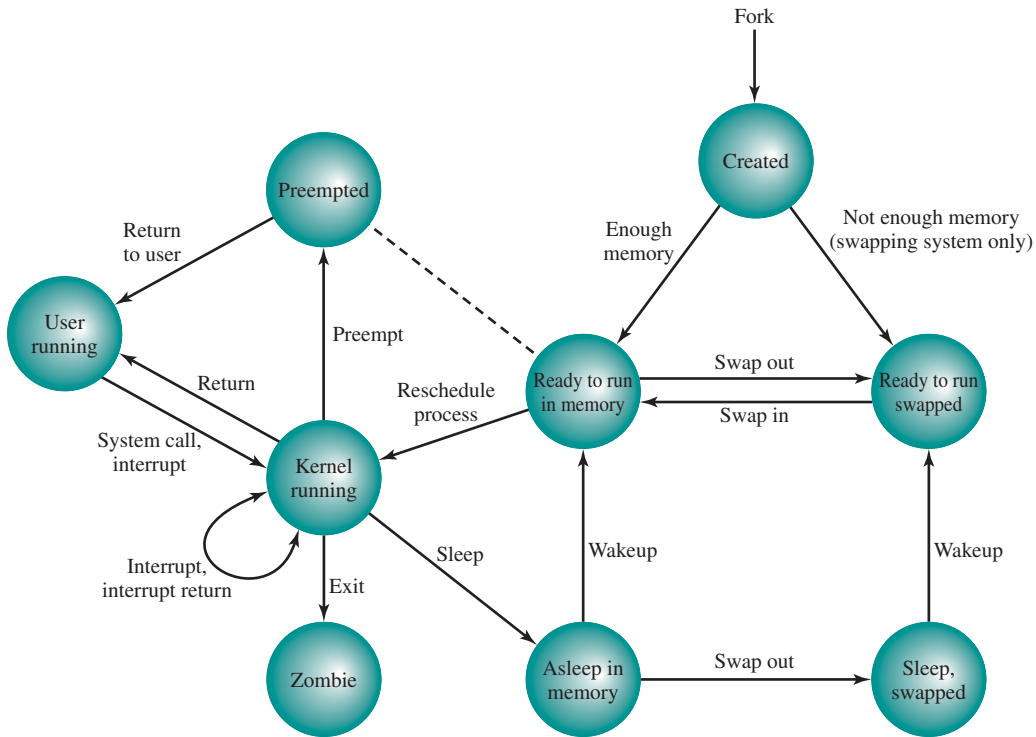 Fork
Created
Preempted
Return
to user
Enough
memory
Not enough memory
(swapping system only)
User
running
Preempt
Return
Reschedule
process
Ready to run
in memory
Swap out
Swap in
Ready to run
swapped
System call,
interrupt
Kernel
running
Interrupt,
interrupt return
Sleep
Wakeup
Wakeup
Exit
Zombie
Asleep in
memory
Swap out
Sleep,
swapped